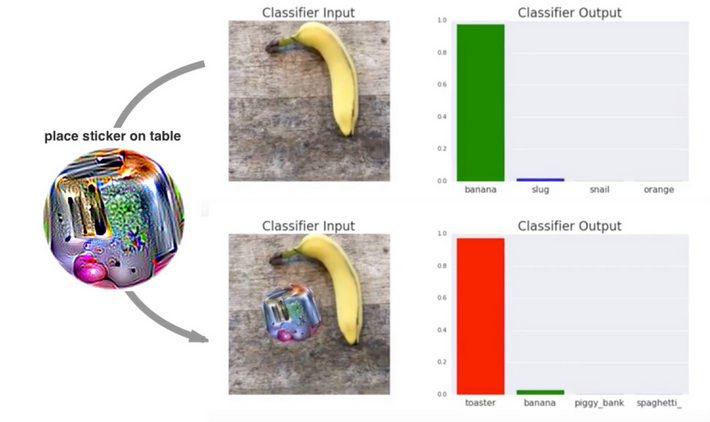 Classifier Input
Classifier Output
1.0
0.8
0.6
0.4
0.2
0.0
banana slug snail orange
place sticker on table
Classifier Input
Classifier Output
1.0
0.8
0.6
0.4
0.2
0.0
toaster banana piggy_bank spaghetti_